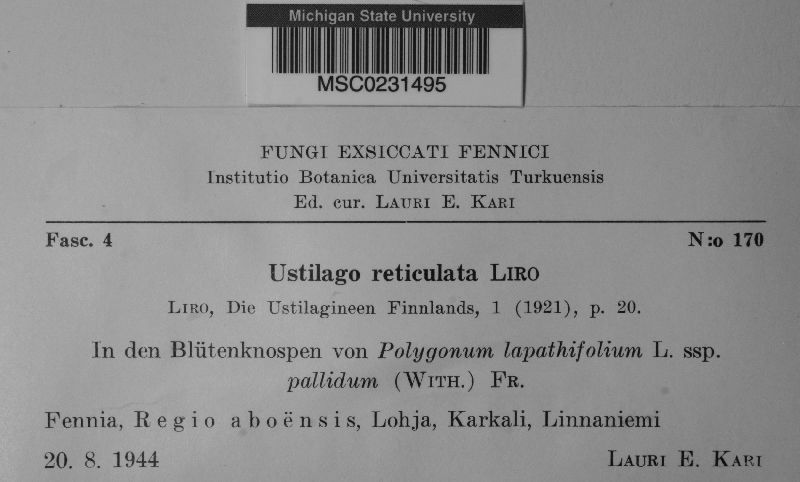 Michigan State University
MSC0231495
FUNGI EXSICCATI FENNICI
Institutio Botanica Universitatis Turkuensis
Ed. cur. LAURI E. KARI
Fasc. 4 N:o 170
Ustilago reticulata LIRO
LIRO, Die Ustilagineen Finnlands, 1 (1921), p. 20.
In den Blütenknospen von Polygonum lapathifolium L. ssp.
pallidum (WITH.) FR.
Fennia, Regio aboënsis, Lohja, Karkali, Linnaniemi
20. 8. 1944 LAURI E. KARI